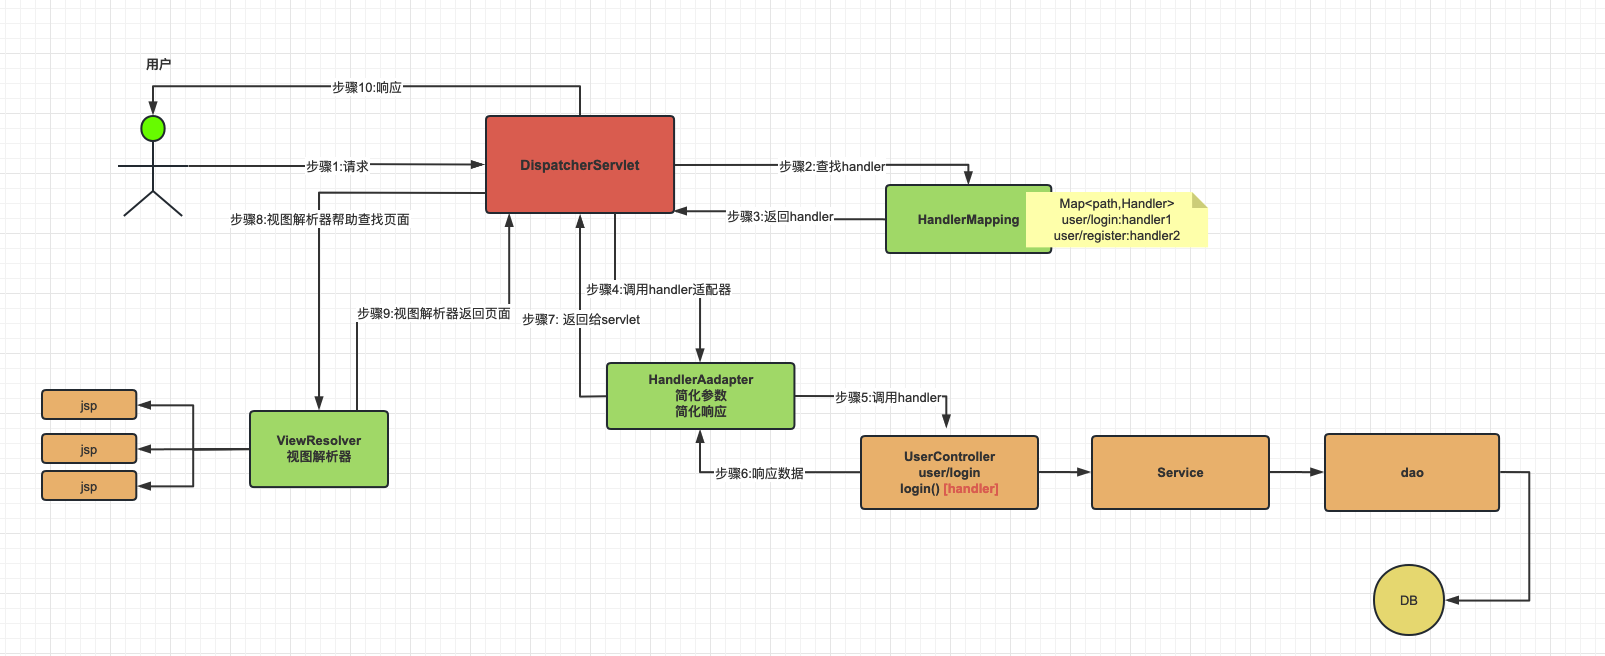 用户
步骤10:响应
步骤1:请求
DispatcherServlet
步骤2:查找handler
步骤8:视图解析器帮助查找页面
步骤3:返回handler
HandlerMapping
Map<path,Handler>
user/login:handler1
user/register:handler2
步骤4:调用handler适配器
步骤9:视图解析器返回页面
步骤7: 返回给servlet
HandlerAadapter
简化参数
简化响应
步骤5:调用handler
jsp
jsp
jsp
ViewResolver
视图解析器
步骤6:响应数据
UserController
user/login
login() [handler]
Service
dao
DB